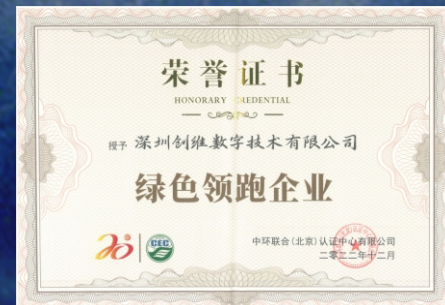 荣誉证书
HONORARY CREDENTIAL
授予 深圳创维数字技术有限公司
绿色领跑企业
CEC
中环联合(北京)认证中心有限公司
二零二二年十二月